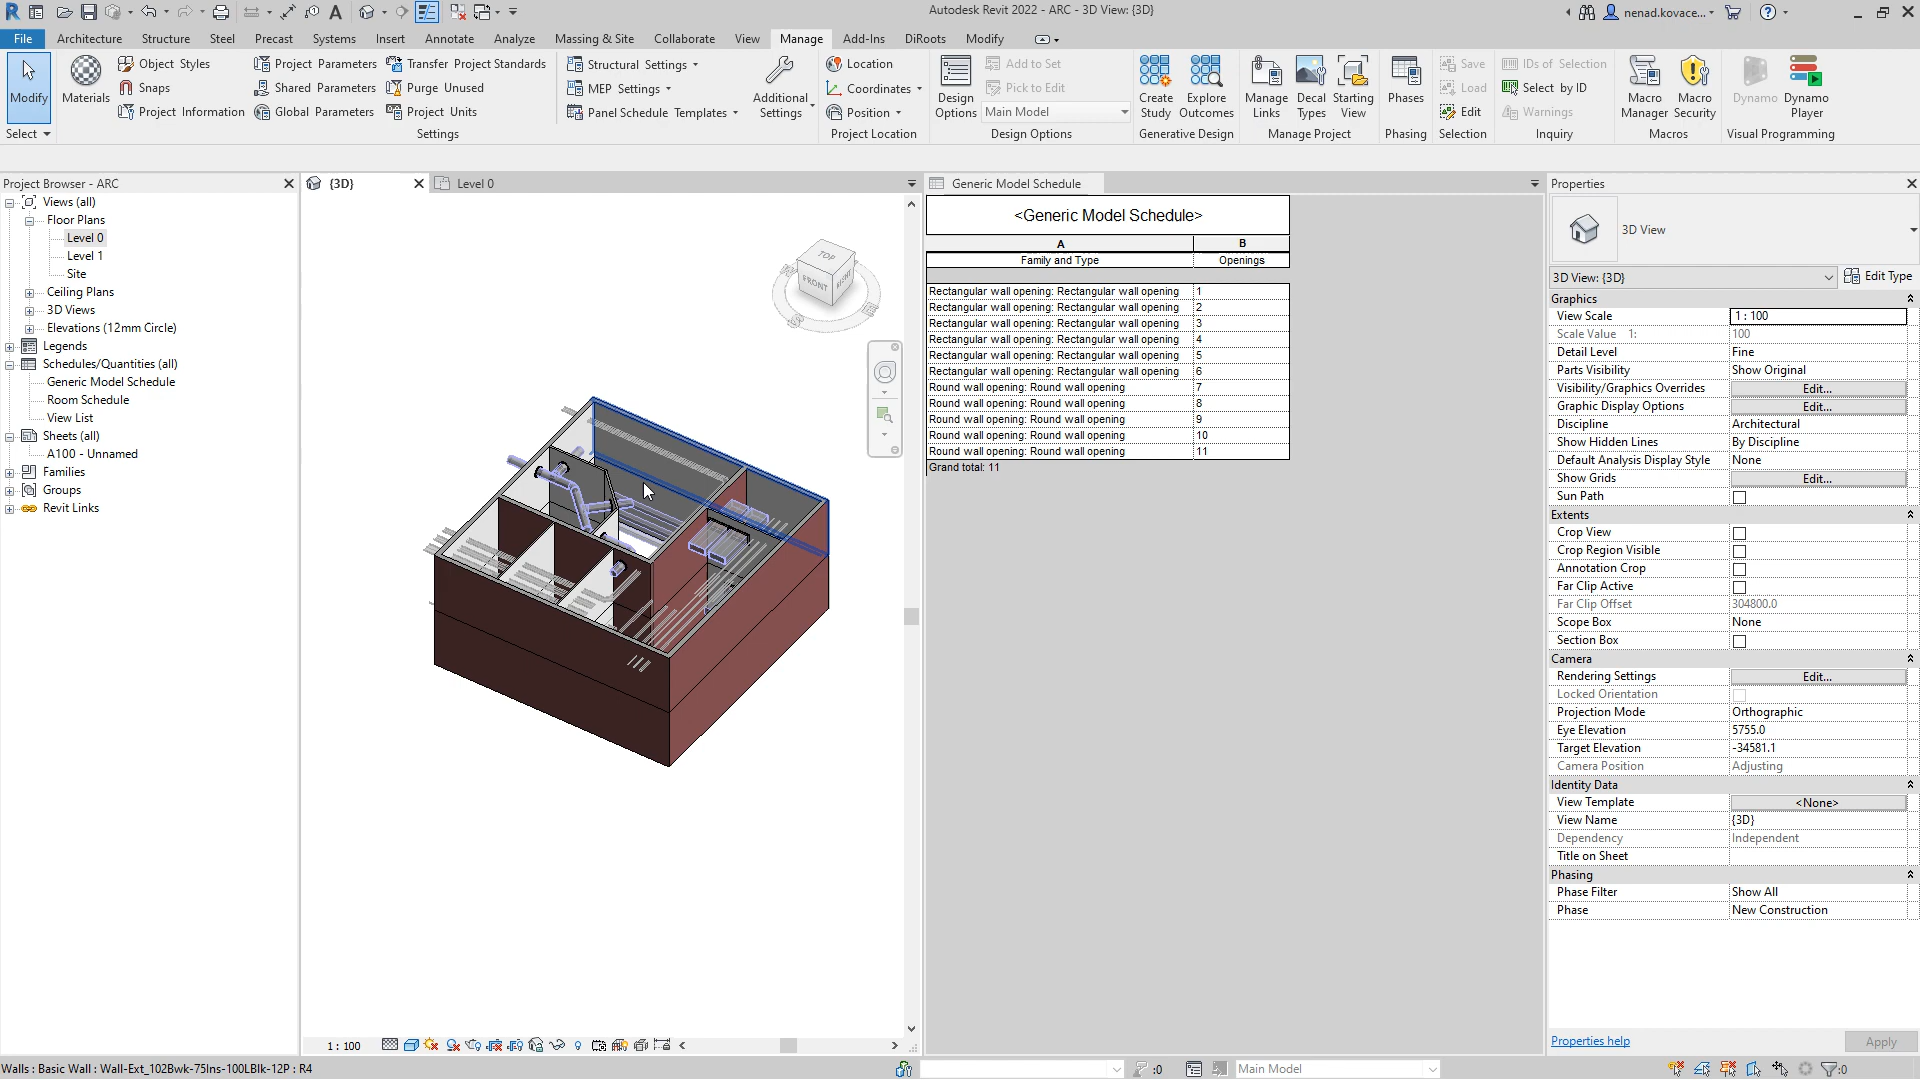 Autodesk Revit 2022 - ARC - 3D View: {3D}
nenad.kovace...
File Architecture Structure Steel Precast Systems Insert Annotate Analyze Massing & Site Collaborate View Manage Add-Ins DiRoots Modify
Modify
Select
Materials
Object Styles
Snaps
Project Information
Project Parameters
Shared Parameters
Global Parameters
Transfer Project Standards
Purge Unused
Project Units
Settings
Structural Settings
MEP Settings
Panel Schedule Templates
Additional Settings
Location
Coordinates
Position
Project Location
Design Options
Add to Set
Pick to Edit
Main Model
Design Options
Create Study
Explore Outcomes
Generative Design
Manage Links
Decal Types
Starting View
Manage Project
Phases
Phasing
Save
Load
Edit
Selection
IDs of Selection
Select by ID
Warnings
Inquiry
Macro Manager
Macro Security
Macros
Dynamo
Dynamo Player
Visual Programming
Project Browser - ARC
Views (all)
Floor Plans
Level 0
Level 1
Site
Ceiling Plans
3D Views
Elevations (12mm Circle)
Legends
Schedules/Quantities (all)
Generic Model Schedule
Room Schedule
View List
Sheets (all)
A100 - Unnamed
Families
Groups
Revit Links
{3D}
Level 0
TOP
FRONT
RIGHT
1 : 100
Generic Model Schedule
<Generic Model Schedule>
A B
Family and Type Openings
Rectangular wall opening: Rectangular wall opening 1
Rectangular wall opening: Rectangular wall opening 2
Rectangular wall opening: Rectangular wall opening 3
Rectangular wall opening: Rectangular wall opening 4
Rectangular wall opening: Rectangular wall opening 5
Rectangular wall opening: Rectangular wall opening 6
Round wall opening: Round wall opening 7
Round wall opening: Round wall opening 8
Round wall opening: Round wall opening 9
Round wall opening: Round wall opening 10
Round wall opening: Round wall opening 11
Grand total: 11
Properties
3D View
3D View: {3D} Edit Type
Graphics
View Scale 1 : 100
Scale Value 1: 100
Detail Level Fine
Parts Visibility Show Original
Visibility/Graphics Overrides Edit...
Graphic Display Options Edit...
Discipline Architectural
Show Hidden Lines By Discipline
Default Analysis Display Style None
Show Grids Edit...
Sun Path
Extents
Crop View
Crop Region Visible
Annotation Crop
Far Clip Active
Far Clip Offset 304800.0
Scope Box None
Section Box
Camera
Rendering Settings Edit...
Locked Orientation
Projection Mode Orthographic
Eye Elevation 5755.0
Target Elevation -34581.1
Camera Position Adjusting
Identity Data
View Template <None>
View Name {3D}
Dependency Independent
Title on Sheet
Phasing
Phase Filter Show All
Phase New Construction
Properties help
Apply
Walls : Basic Wall : Wall-Ext_102Bwk-75Ins-100LBlk-12P : R4
:0
Main Model
:0